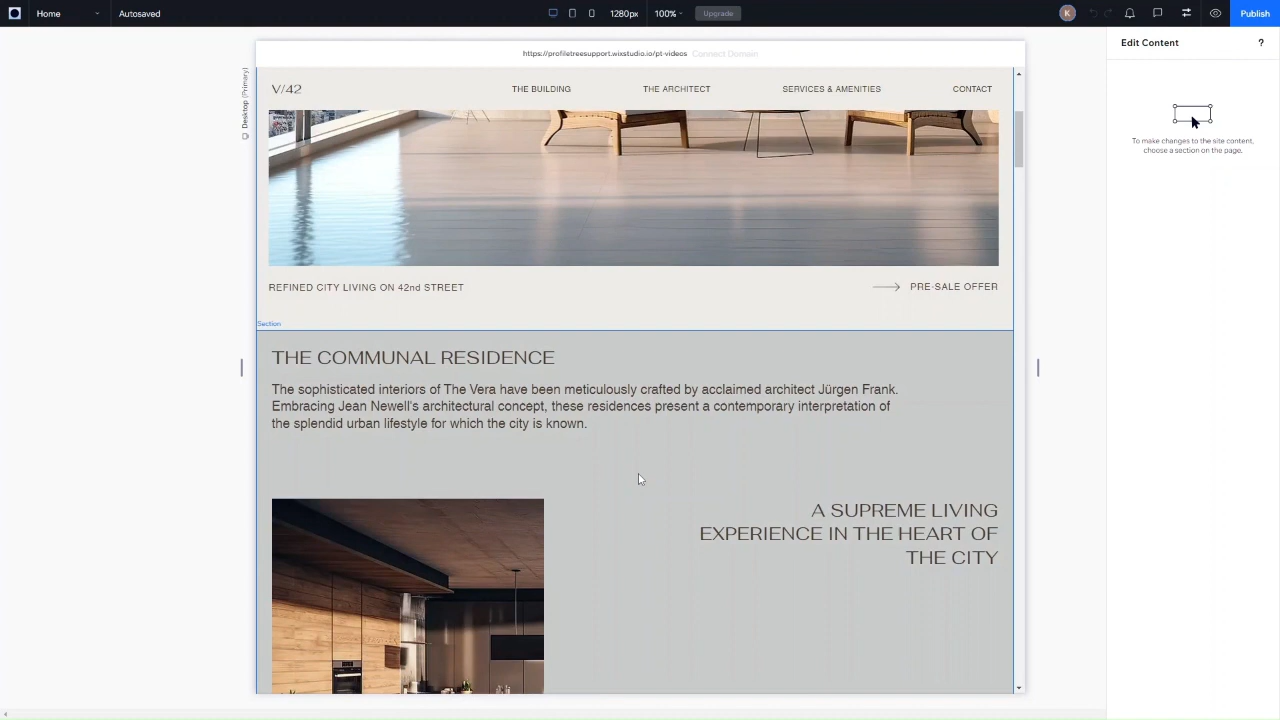 Home
Autosaved
1280px
100%
Upgrade
K
Publish
Edit Content
?
https://profiletreesupport.wixstudio.io/pt-videos Connect Domain
Desktop (Primary)
V/42
THE BUILDING
THE ARCHITECT
SERVICES & AMENITIES
CONTACT
To make changes to the site content,
choose a section on the page.
REFINED CITY LIVING ON 42nd STREET
PRE-SALE OFFER
Section
THE COMMUNAL RESIDENCE
The sophisticated interiors of The Vera have been meticulously crafted by acclaimed architect Jürgen Frank.
Embracing Jean Newell's architectural concept, these residences present a contemporary interpretation of
the splendid urban lifestyle for which the city is known.
A SUPREME LIVING
EXPERIENCE IN THE HEART OF
THE CITY